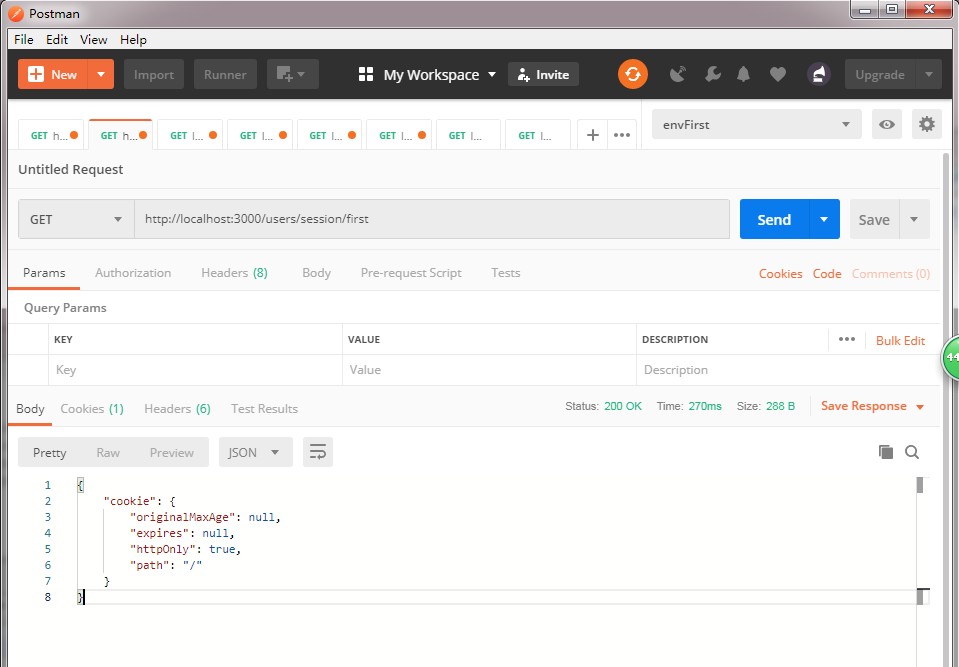 Postman
File Edit View Help
New Import Runner My Workspace Invite Upgrade
GET h... GET h... GET l... GET l... GET l... GET l... GET l... GET l... + ••• envFirst
Untitled Request
GET http://localhost:3000/users/session/first Send Save
Params Authorization Headers (8) Body Pre-request Script Tests Cookies Code Comments (0)
Query Params
KEY VALUE DESCRIPTION ••• Bulk Edit
Key Value Description
44
Body Cookies (1) Headers (6) Test Results Status: 200 OK Time: 270ms Size: 288 B Save Response
Pretty Raw Preview JSON
1 {
2 "cookie": {
3 "originalMaxAge": null,
4 "expires": null,
5 "httpOnly": true,
6 "path": "/"
7 }
8 }